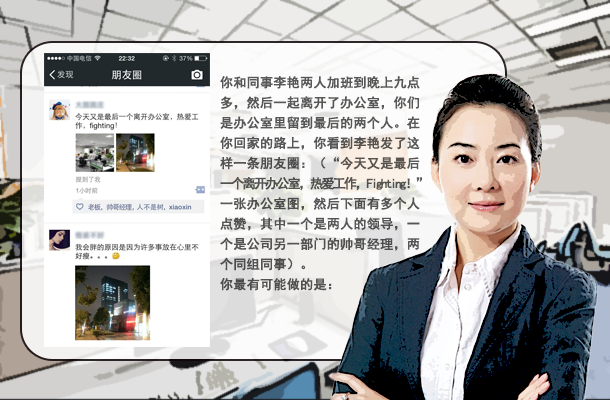 中国电信 22:32 37%
发现 朋友圈
今天又是最后一个离开办公室，热爱工
作，fighting！
提到了我
1小时前
老板，帅哥经理，人不是树，xiaoxin
我会胖的原因是因为许多事放在心里不
好瘦。。。
你和同事李艳两人加班到晚上九点
多，然后一起离开了办公室，你们
是办公室里留到最后的两个人。在
你回家的路上，你看到李艳发了这
样一条朋友圈：（“今天又是最后
一个离开办公室，热爱工作，Fighting！”
一张办公室图，然后下面有多个人
点赞，其中一个是两人的领导，一
个是公司另一部门的帅哥经理，两
个同组同事）。
你最有可能做的是：